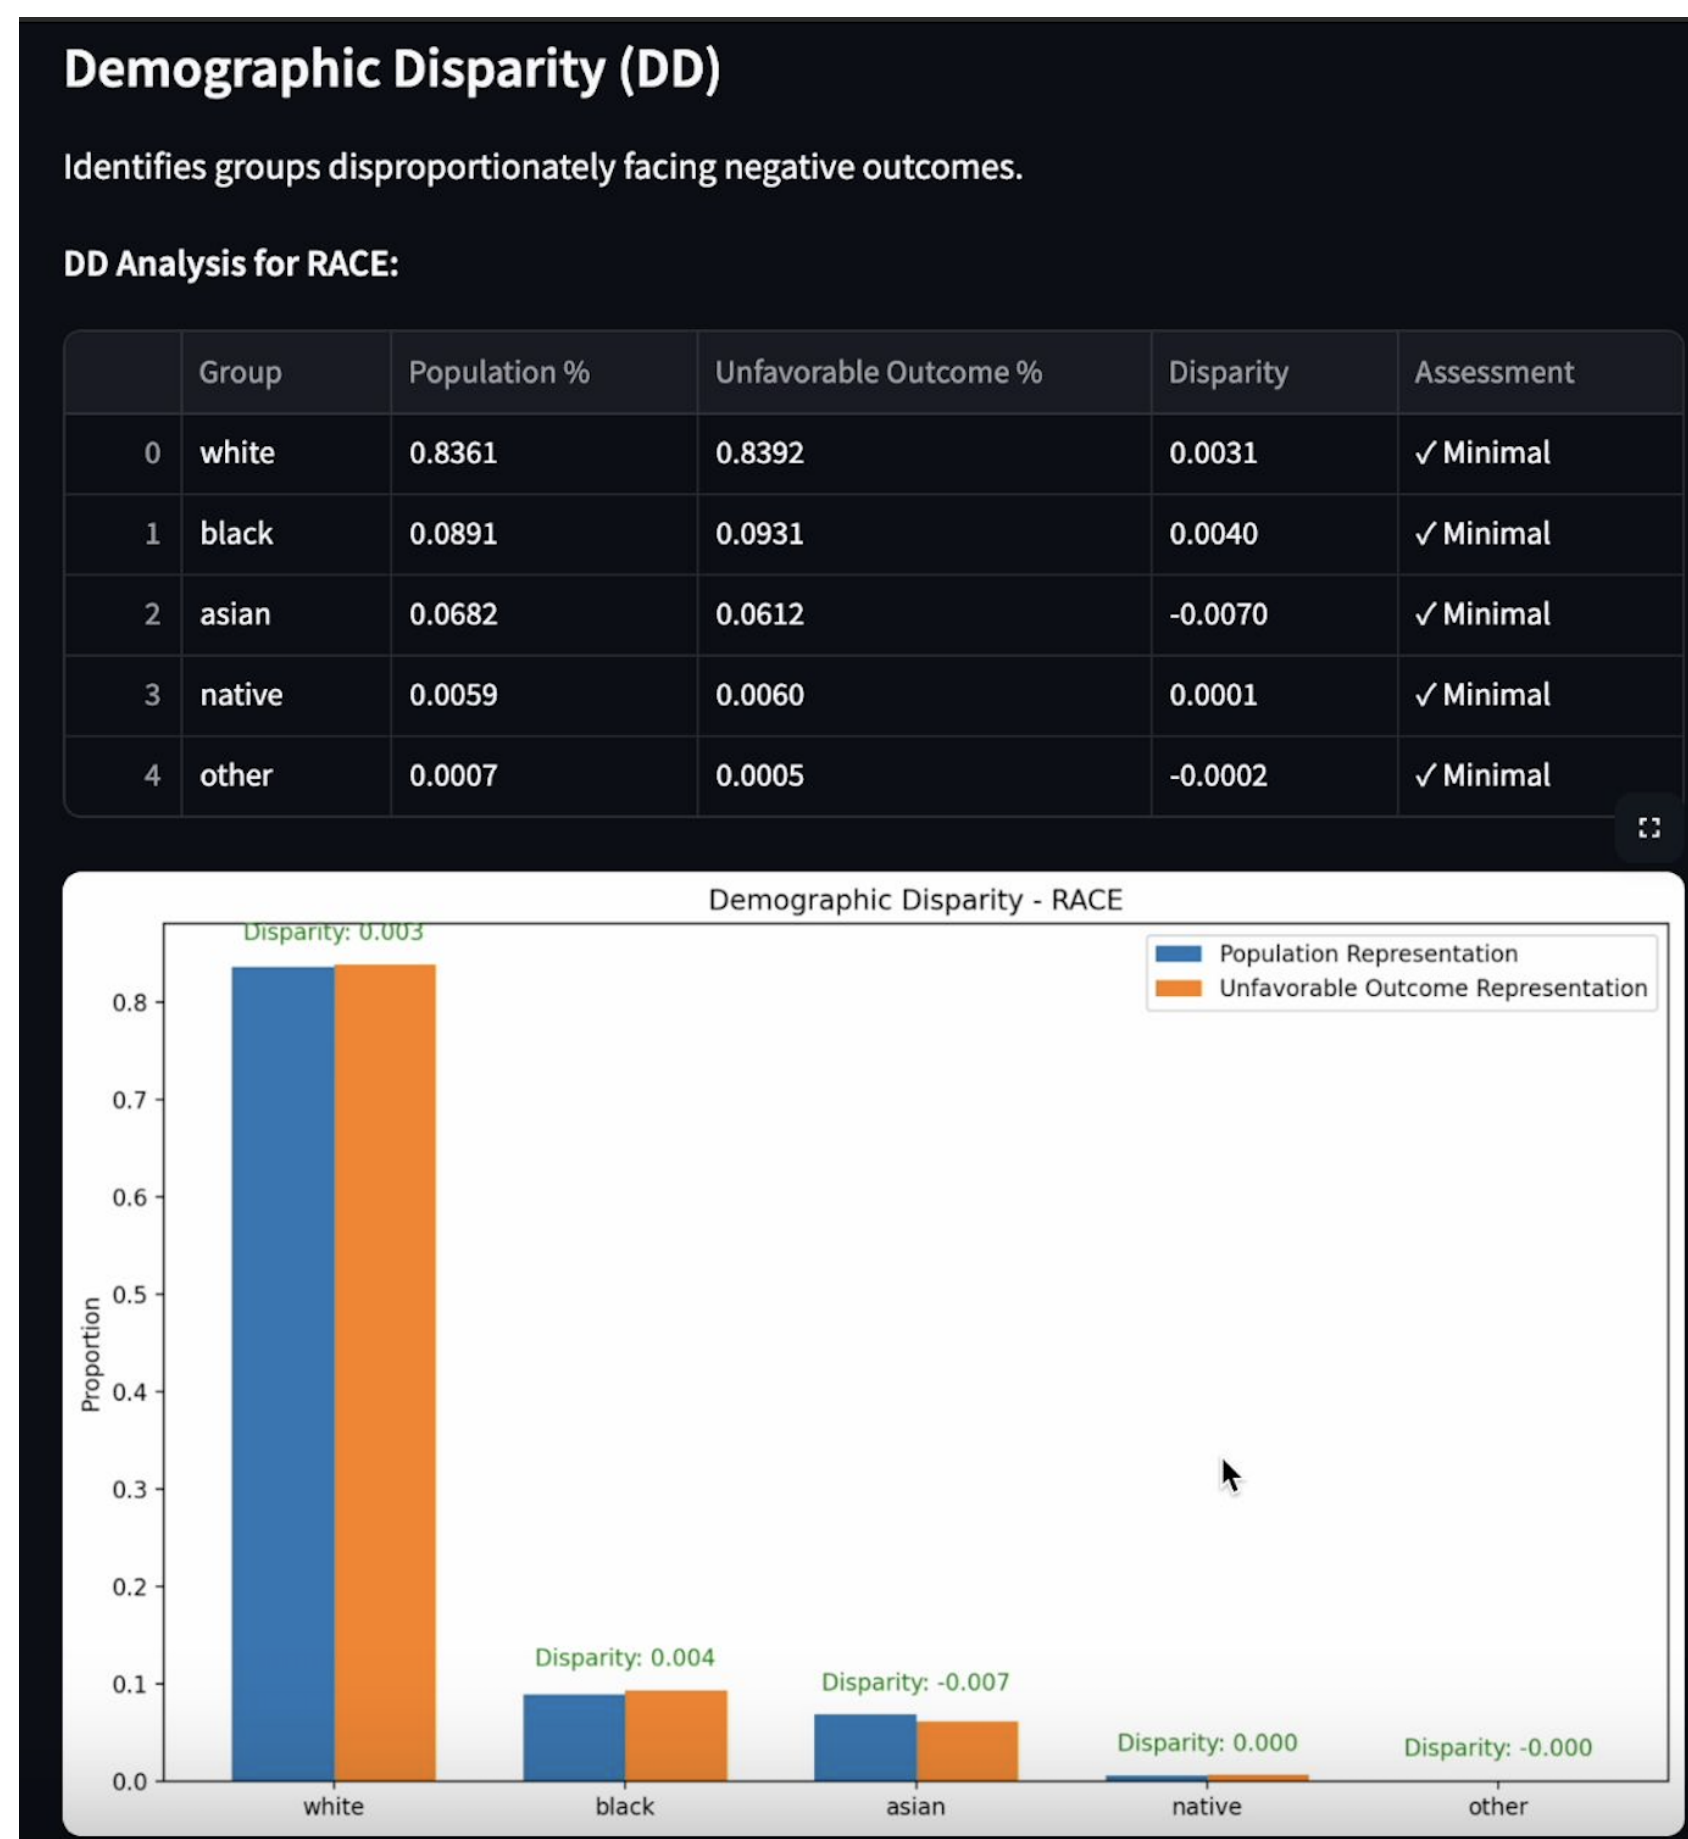 Demographic Disparity (DD)
Identifies groups disproportionately facing negative outcomes.
DD Analysis for RACE:
Group Population % Unfavorable Outcome % Disparity Assessment
0 white 0.8361 0.8392 0.0031 ✓ Minimal
1 black 0.0891 0.0931 0.0040 ✓ Minimal
2 asian 0.0682 0.0612 -0.0070 ✓ Minimal
3 native 0.0059 0.0060 0.0001 ✓ Minimal
4 other 0.0007 0.0005 -0.0002 ✓ Minimal
Demographic Disparity - RACE
Disparity: 0.003
Population Representation
Unfavorable Outcome Representation
0.8
0.7
0.6
0.5
0.4
0.3
0.2
0.1
0.0
Proportion
Disparity: 0.004
Disparity: -0.007
Disparity: 0.000
Disparity: -0.000
white black asian native other